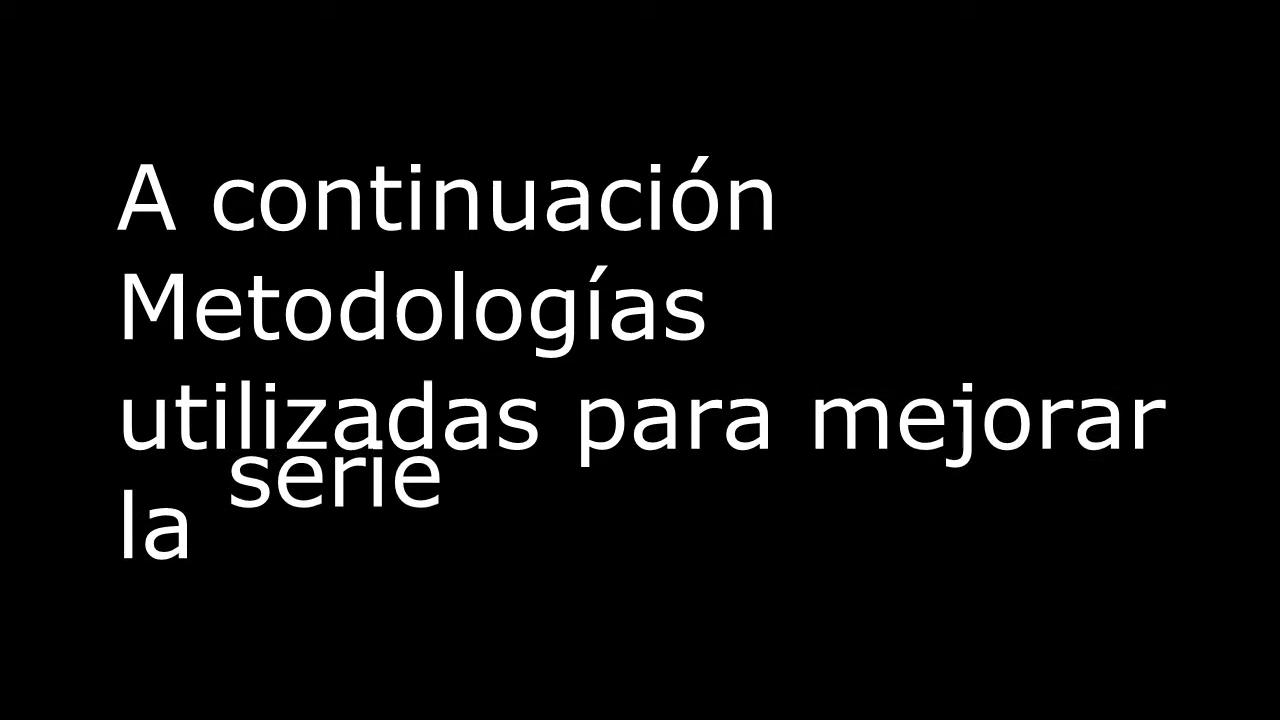 A continuación
Metodologías
utilizadas para mejorar
la serie